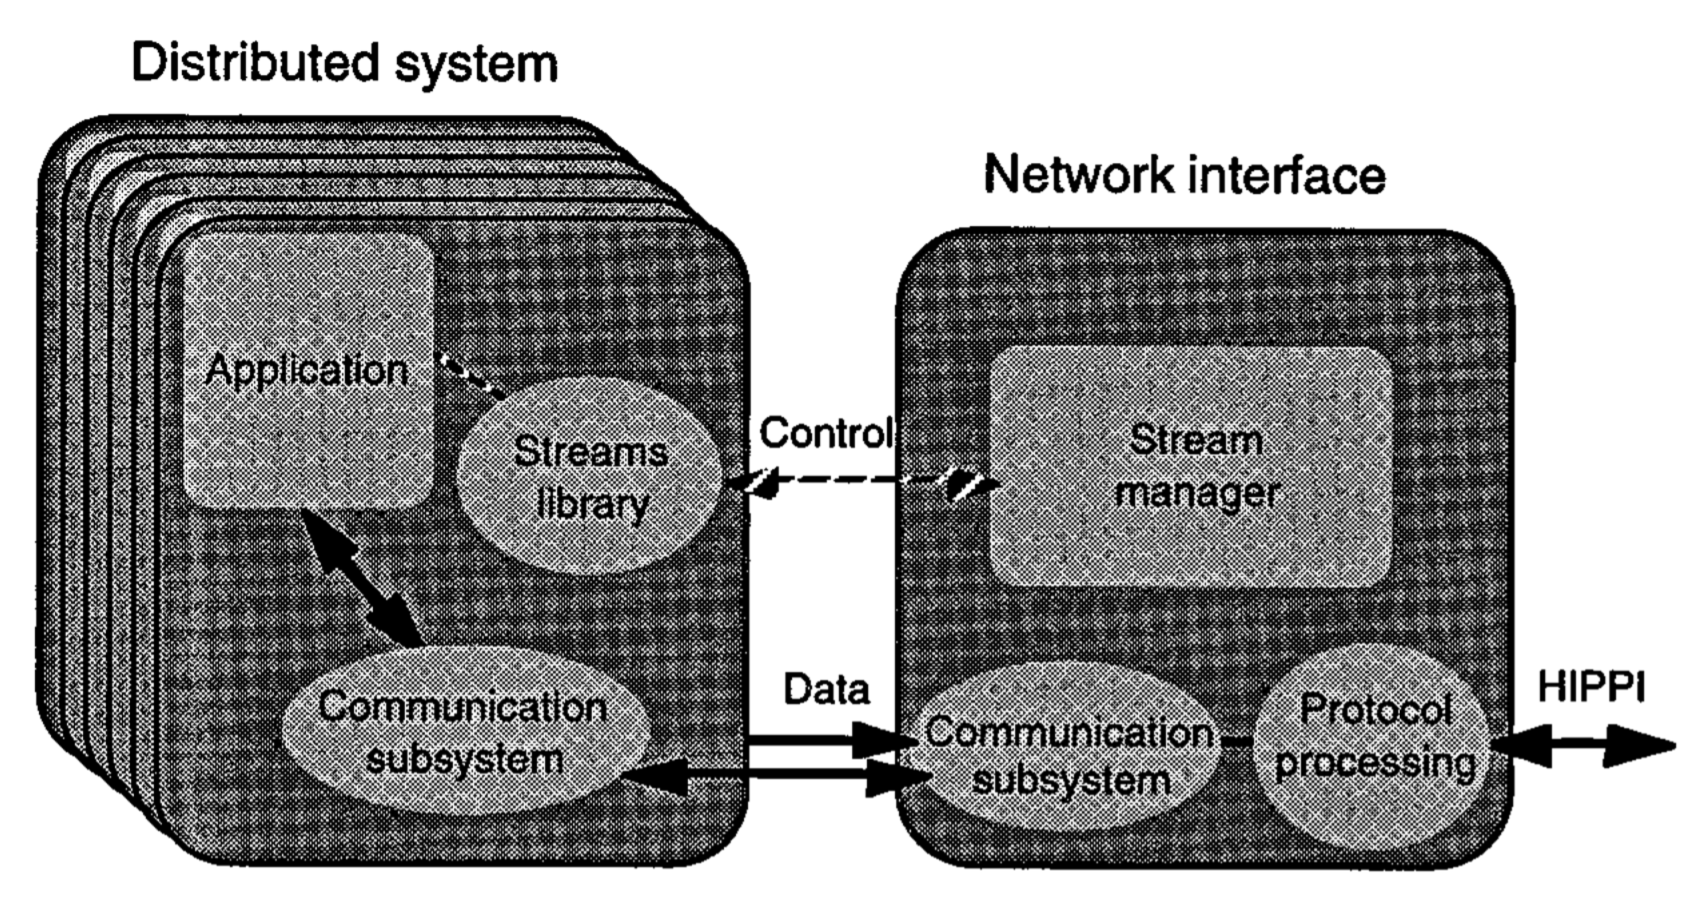 Distributed system
Network interface
Application
Streams
library
Control
Stream
manager
Communication
subsystem
Data
Communication
subsystem
Protocol
processing
HIPPI